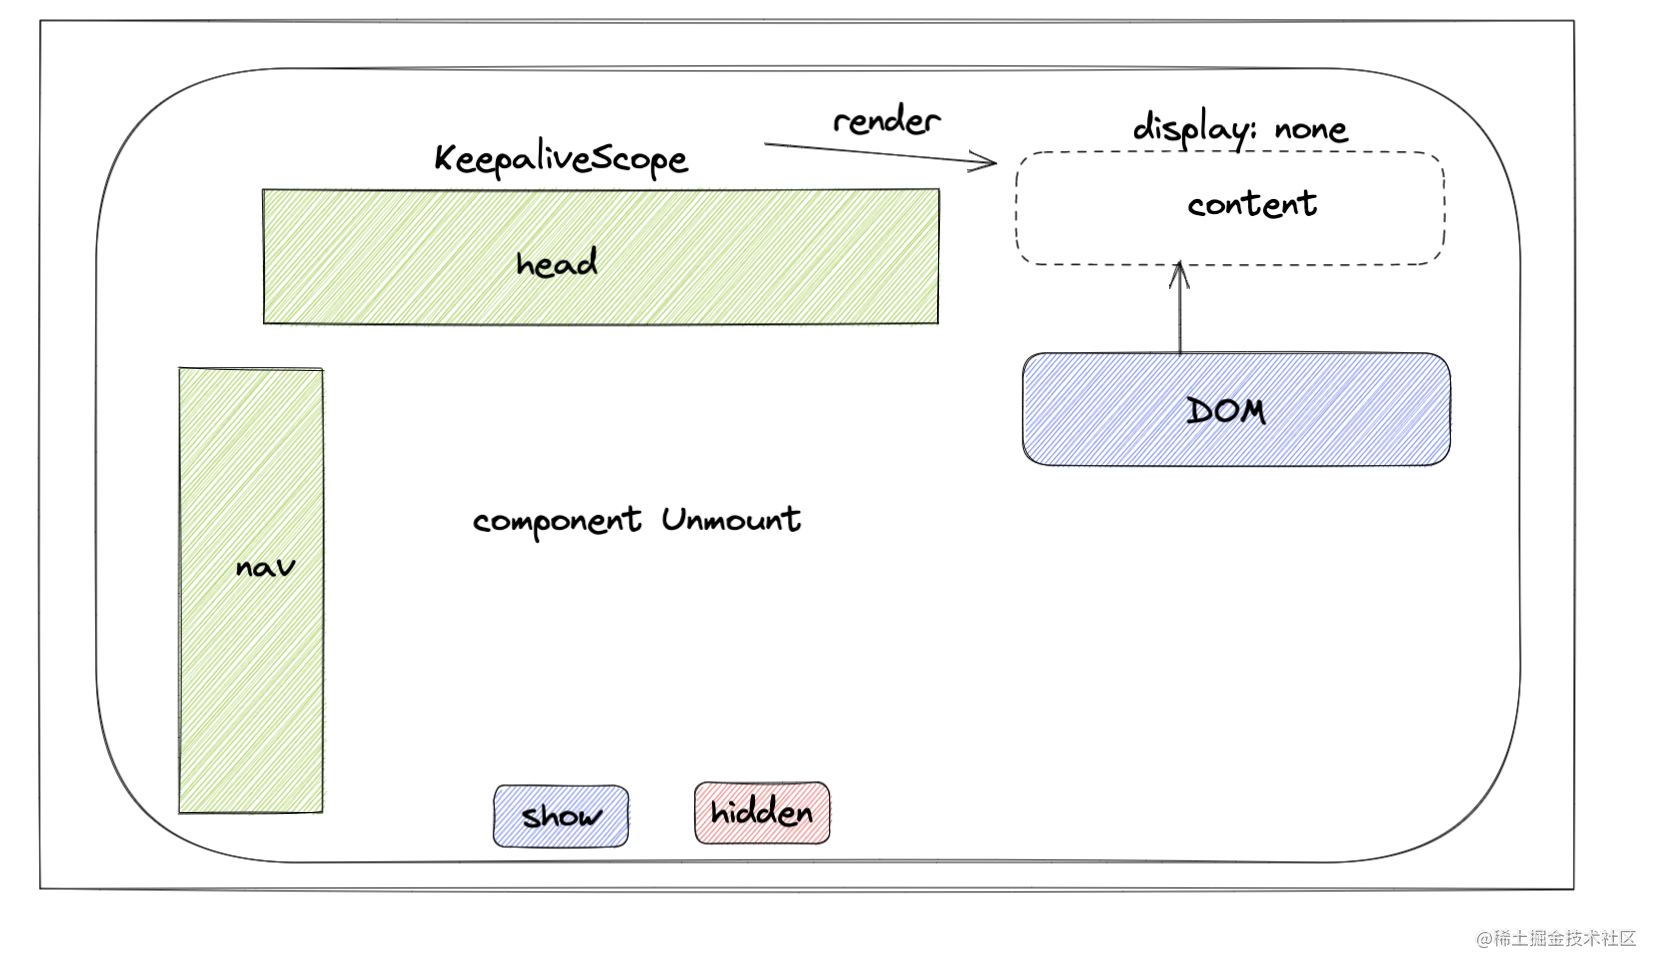 render
display: none
KeepaliveScope
content
head
DOM
component Unmount
nav
show
hidden
@稀土掘金技术社区